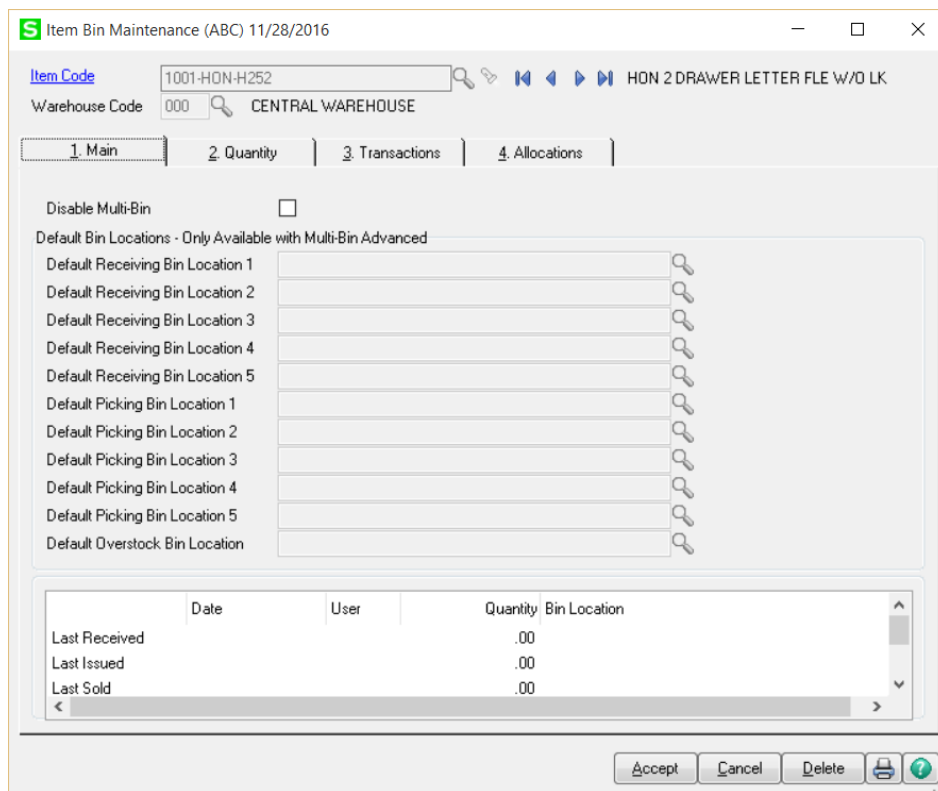 S Item Bin Maintenance (ABC) 11/28/2016
Item Code 1001-HON-H252 HON 2 DRAWER LETTER FLE W/O LK
Warehouse Code 000 CENTRAL WAREHOUSE
1. Main 2. Quantity 3. Transactions 4. Allocations
Disable Multi-Bin
Default Bin Locations - Only Available with Multi-Bin Advanced
Default Receiving Bin Location 1
Default Receiving Bin Location 2
Default Receiving Bin Location 3
Default Receiving Bin Location 4
Default Receiving Bin Location 5
Default Picking Bin Location 1
Default Picking Bin Location 2
Default Picking Bin Location 3
Default Picking Bin Location 4
Default Picking Bin Location 5
Default Overstock Bin Location
Date User Quantity Bin Location
Last Received .00
Last Issued .00
Last Sold .00
Accept Cancel Delete ?